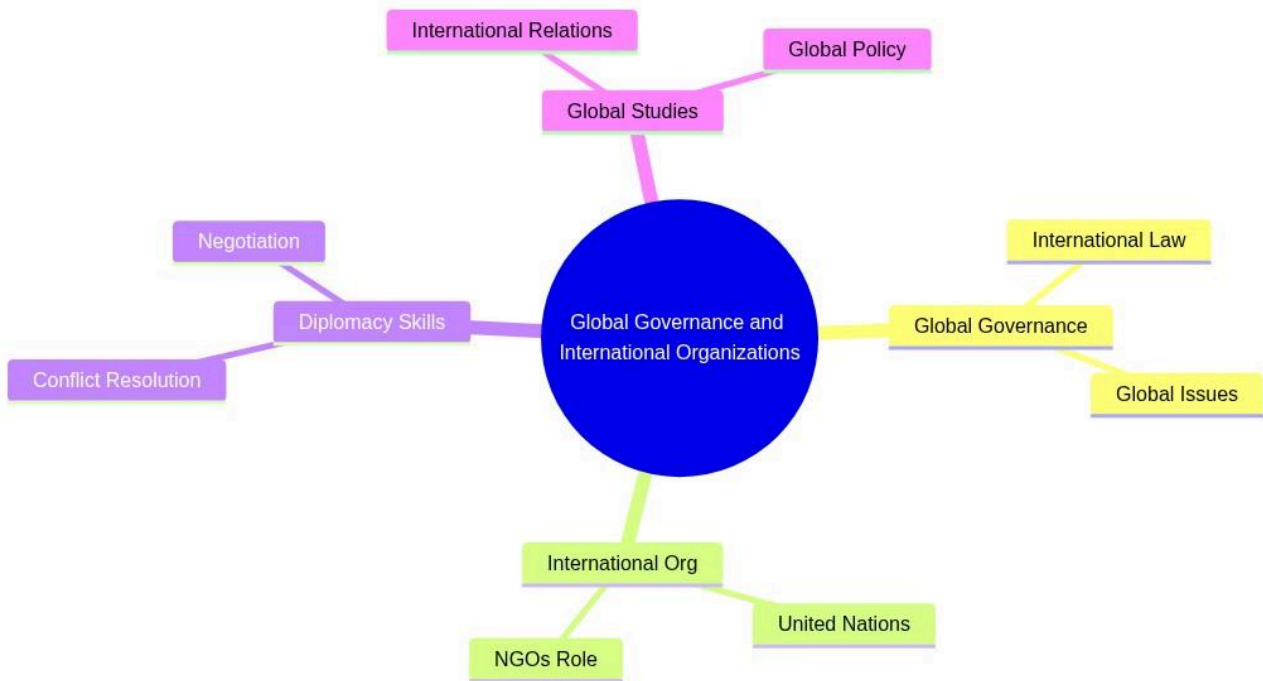 International Relations
Global Policy
Global Studies
Negotiation
International Law
Diplomacy Skills
Global Governance and
International Organizations
Global Governance
Conflict Resolution
Global Issues
International Org
United Nations
NGOs Role